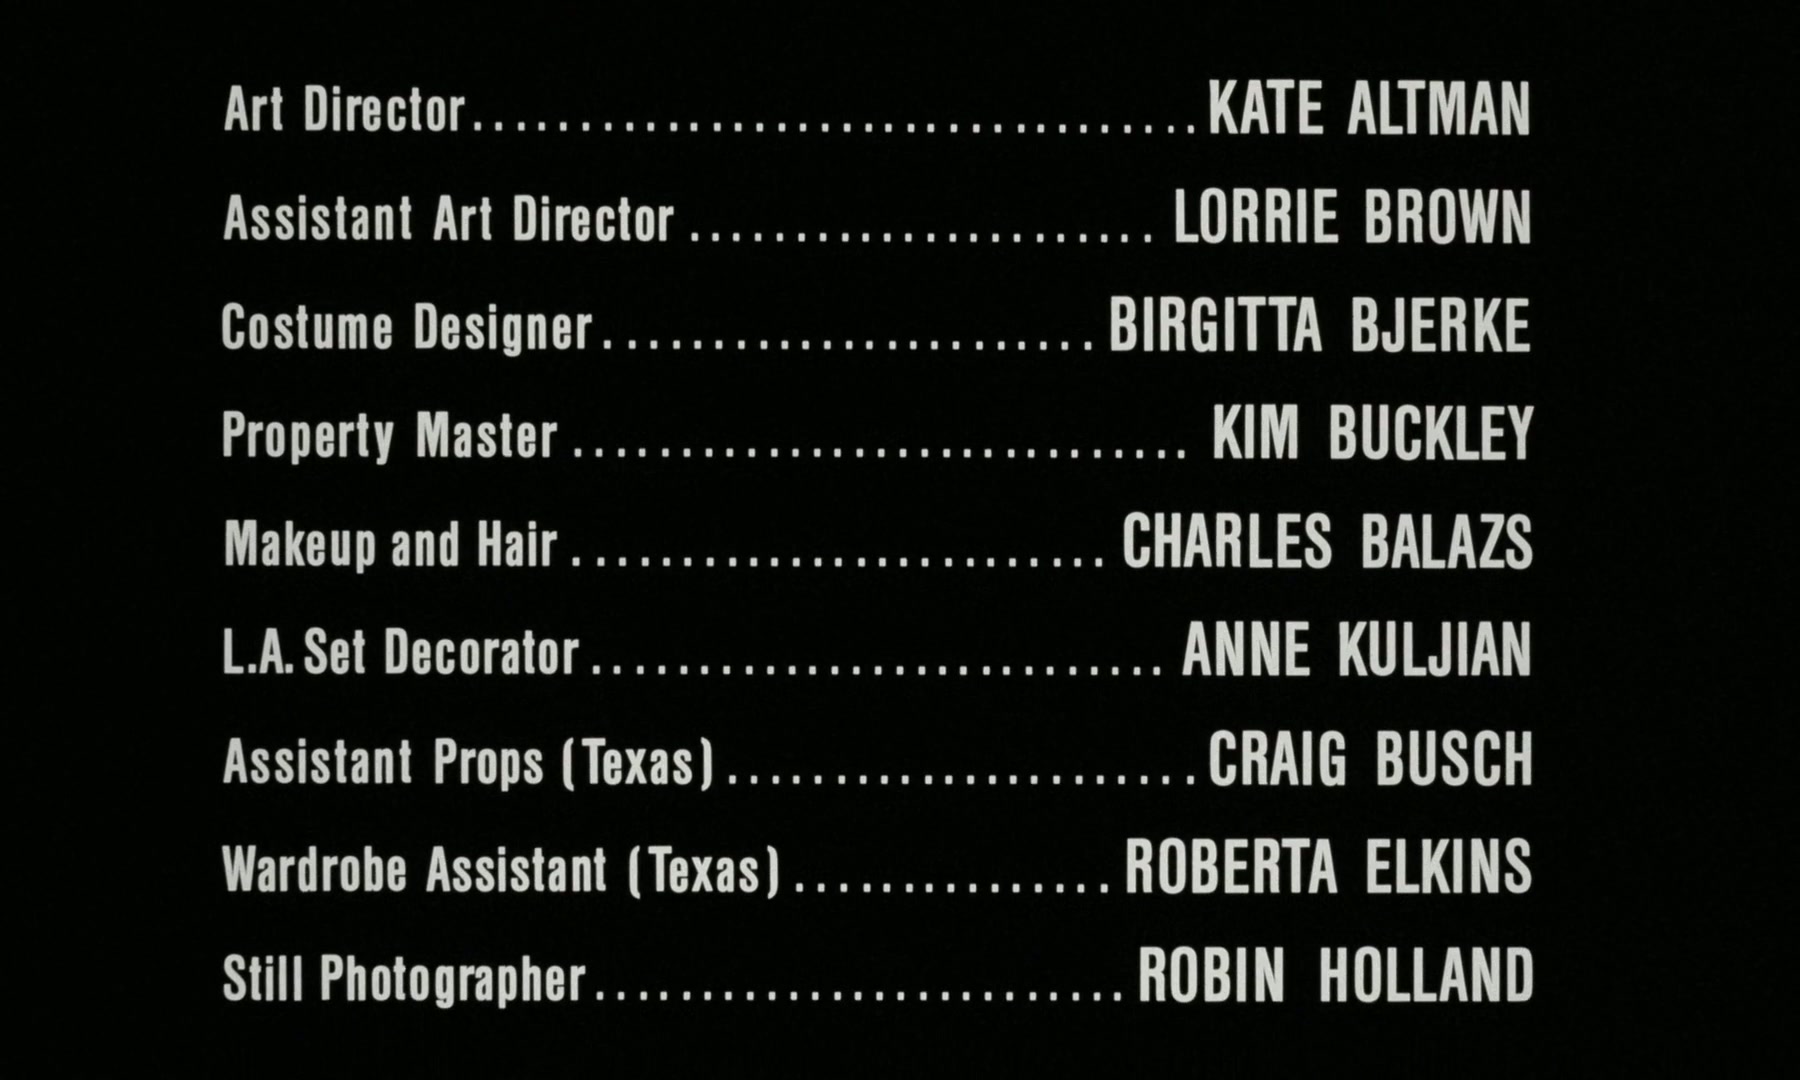 Art Director.................................KATE ALTMAN
Assistant Art Director......................LORRIE BROWN
Costume Designer.......................BIRGITTA BJERKE
Property Master.............................KIM BUCKLEY
Makeup and Hair.........................CHARLES BALAZS
L.A. Set Decorator...........................ANNE KULJIAN
Assistant Props (Texas)......................CRAIG BUSCH
Wardrobe Assistant (Texas)...............ROBERTA ELKINS
Still Photographer.........................ROBIN HOLLAND